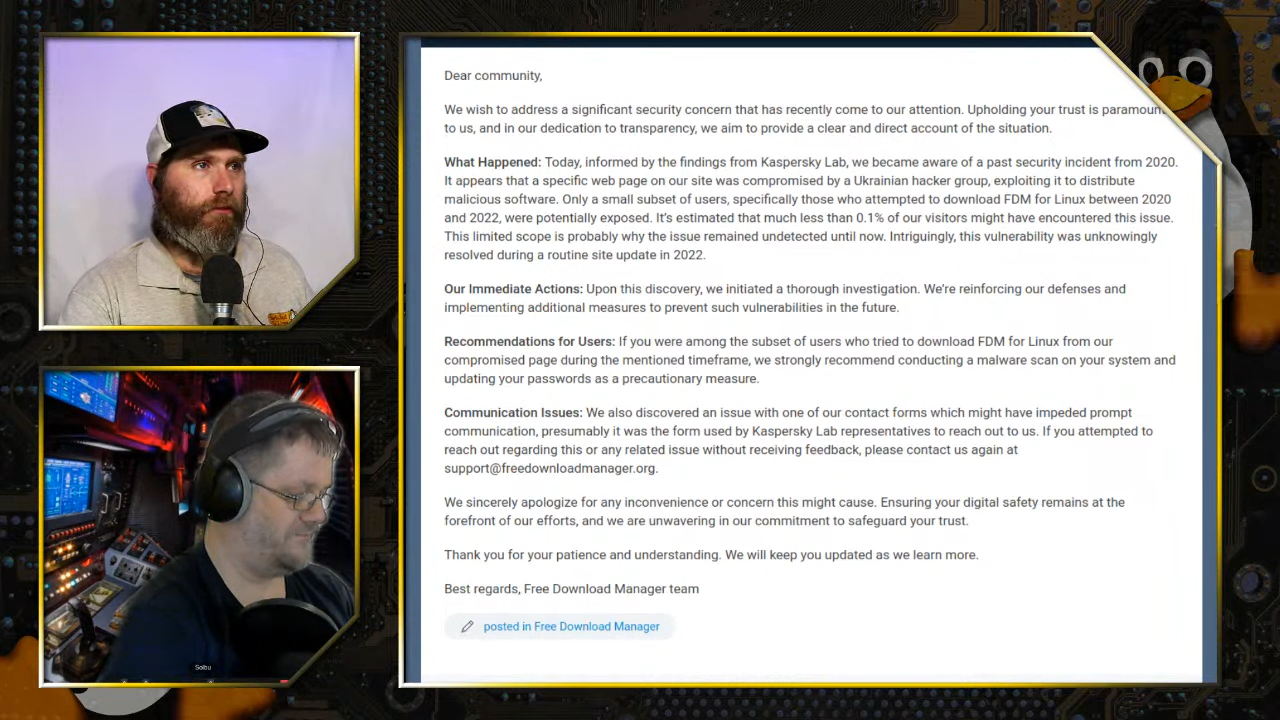 Dear community,
We wish to address a significant security concern that has recently come to our attention. Upholding your trust is paramount
to us, and in our dedication to transparency, we aim to provide a clear and direct account of the situation.
What Happened: Today, informed by the findings from Kaspersky Lab, we became aware of a past security incident from 2020.
It appears that a specific web page on our site was compromised by a Ukrainian hacker group, exploiting it to distribute
malicious software. Only a small subset of users, specifically those who attempted to download FDM for Linux between 2020
and 2022, were potentially exposed. It's estimated that much less than 0.1% of our visitors might have encountered this issue.
This limited scope is probably why the issue remained undetected until now. Intriguingly, this vulnerability was unknowingly
resolved during a routine site update in 2022.
Our Immediate Actions: Upon this discovery, we initiated a thorough investigation. We're reinforcing our defenses and
implementing additional measures to prevent such vulnerabilities in the future.
Recommendations for Users: If you were among the subset of users who tried to download FDM for Linux from our
compromised page during the mentioned timeframe, we strongly recommend conducting a malware scan on your system and
updating your passwords as a precautionary measure.
Communication Issues: We also discovered an issue with one of our contact forms which might have impeded prompt
communication, presumably it was the form used by Kaspersky Lab representatives to reach out to us. If you attempted to
reach out regarding this or any related issue without receiving feedback, please contact us again at
support@freedownloadmanager.org.
We sincerely apologize for any inconvenience or concern this might cause. Ensuring your digital safety remains at the
forefront of our efforts, and we are unwavering in our commitment to safeguard your trust.
Thank you for your patience and understanding. We will keep you updated as we learn more.
Best regards, Free Download Manager team
posted in Free Download Manager
Solbu